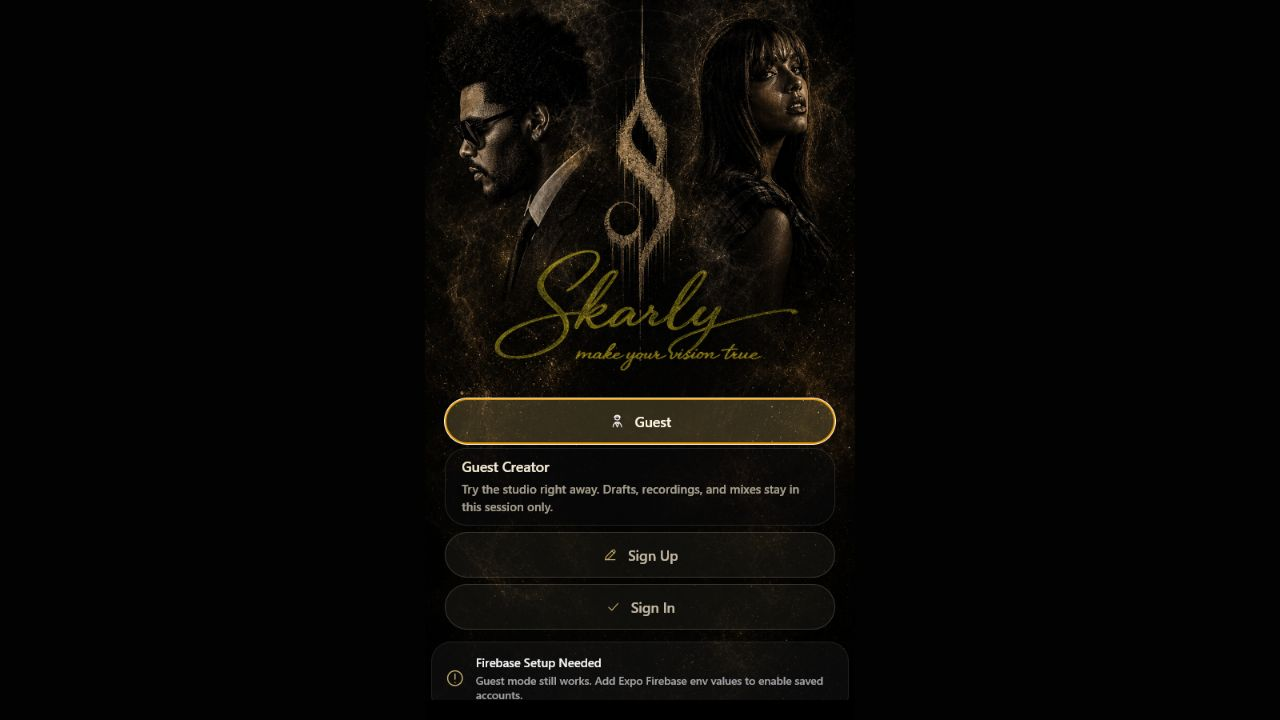 Skarly
make your vision true
Guest
Guest Creator
Try the studio right away. Drafts, recordings, and mixes stay in
this session only.
Sign Up
Sign In
Firebase Setup Needed
Guest mode still works. Add Expo Firebase env values to enable saved
accounts.